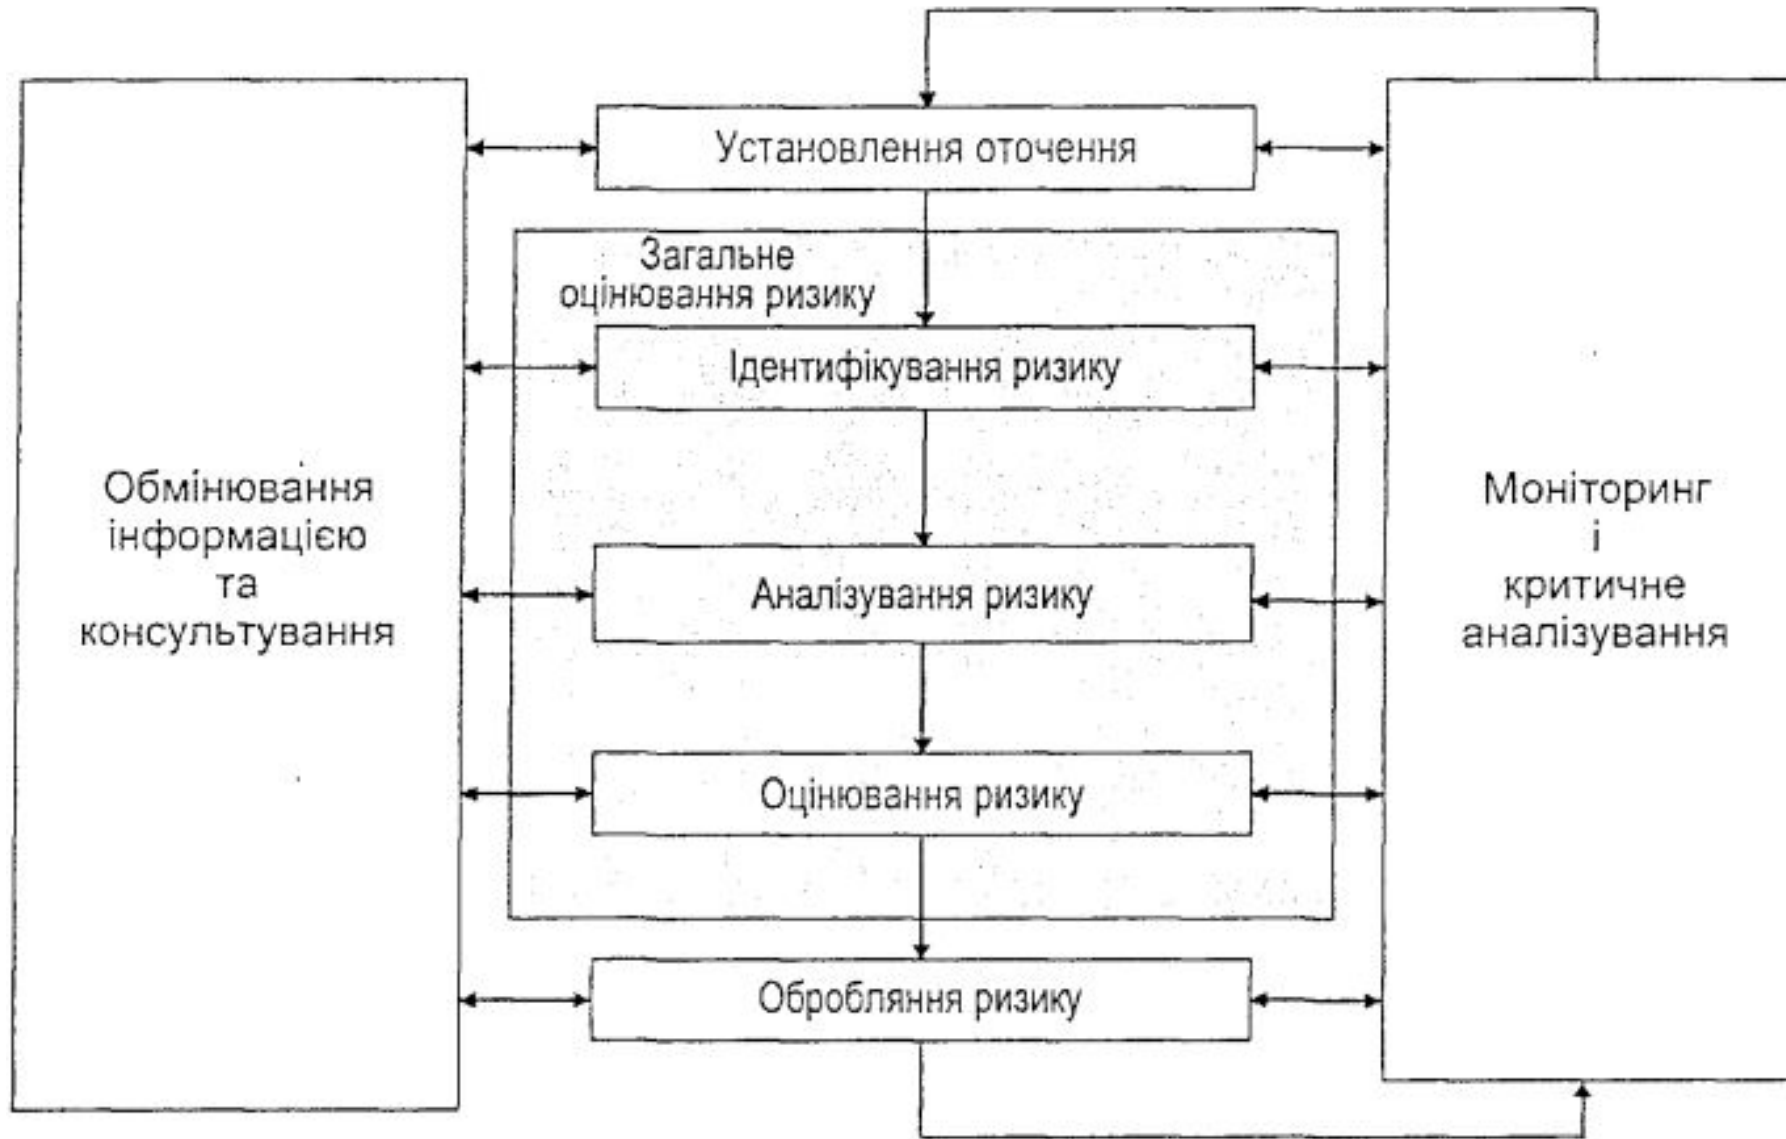 Установлення оточення
Загальне
оцінювання ризику
Ідентифікування ризику
Обмінювання
інформацією
та
консультування
Аналізування ризику
Оцінювання ризику
Обробляння ризику
Моніторинг
і
критичне
аналізування